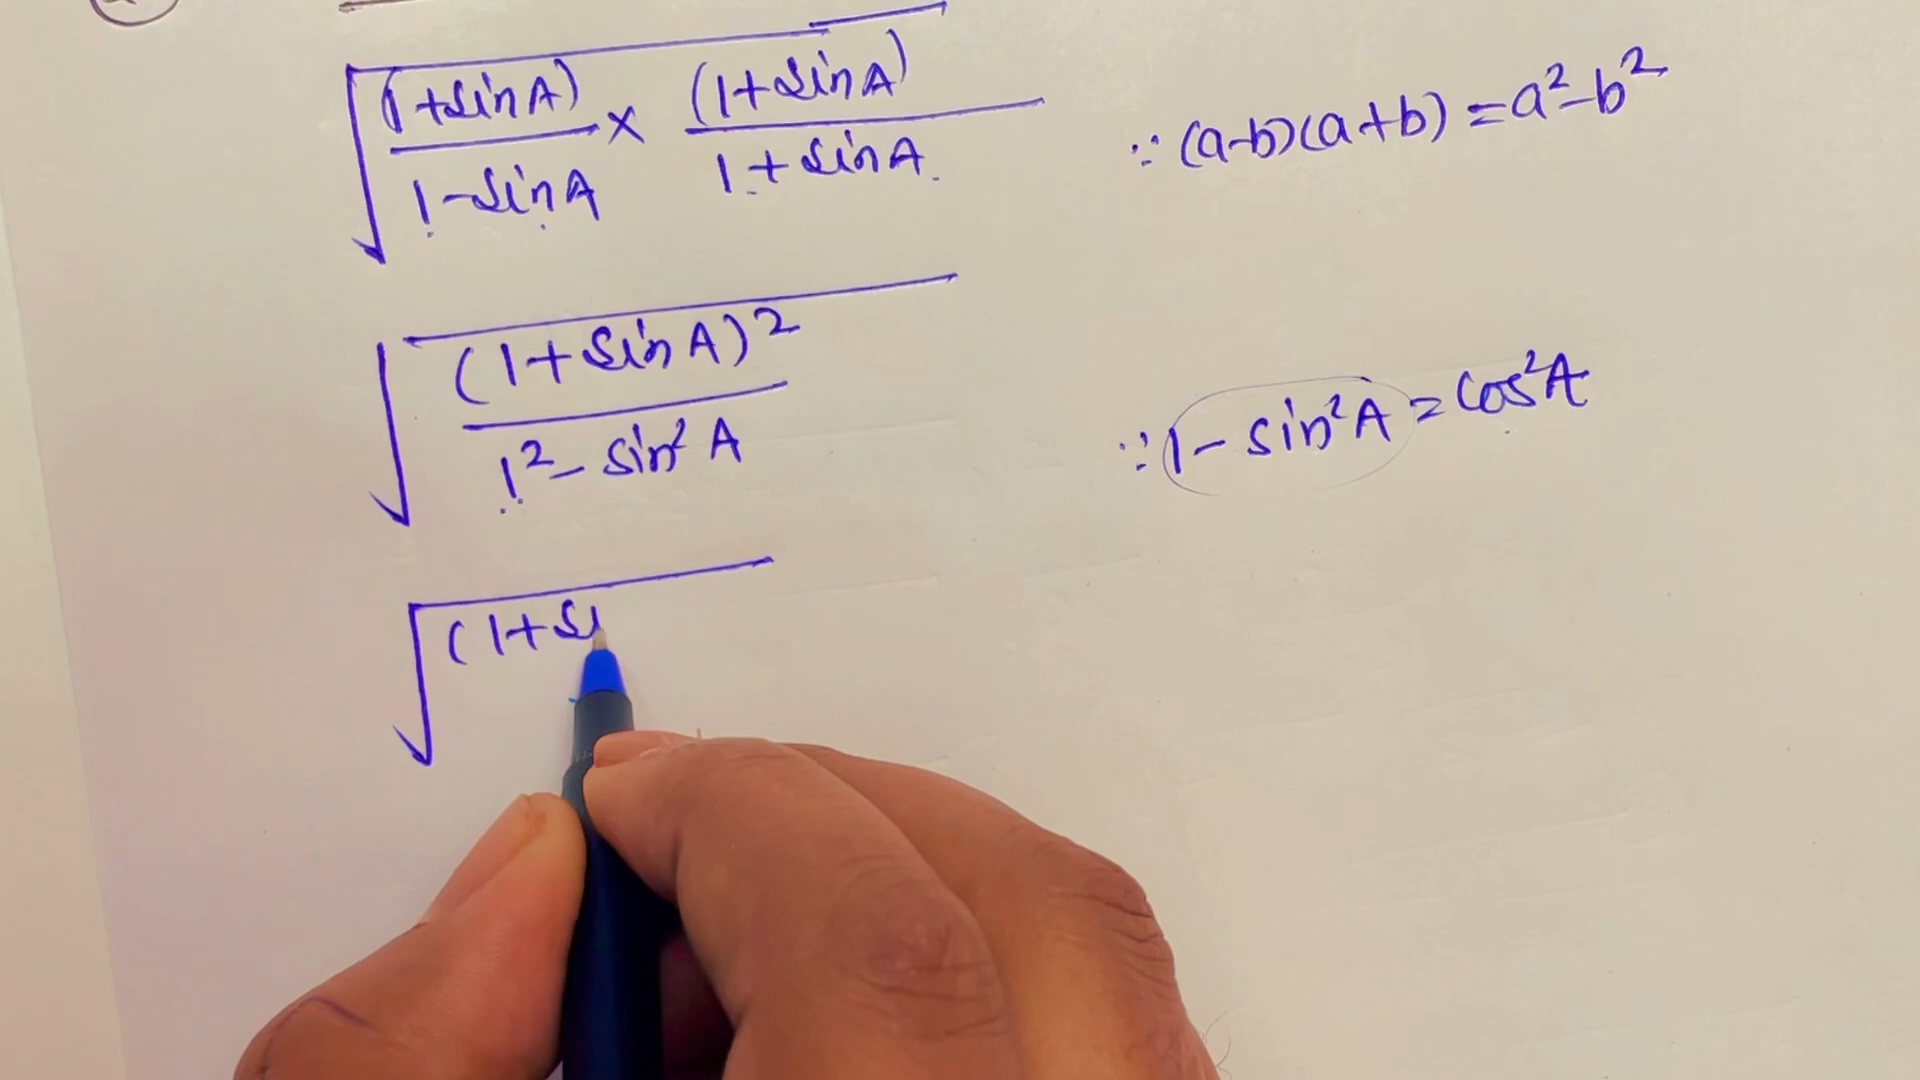 √((1+sinA)/(1-sinA) × (1+sinA)/(1+sinA))
∵ (a-b)(a+b) = a²-b²
√((1+sinA)²/(1²-sin²A))
∵ 1-sin²A = cos²A
√(1+si